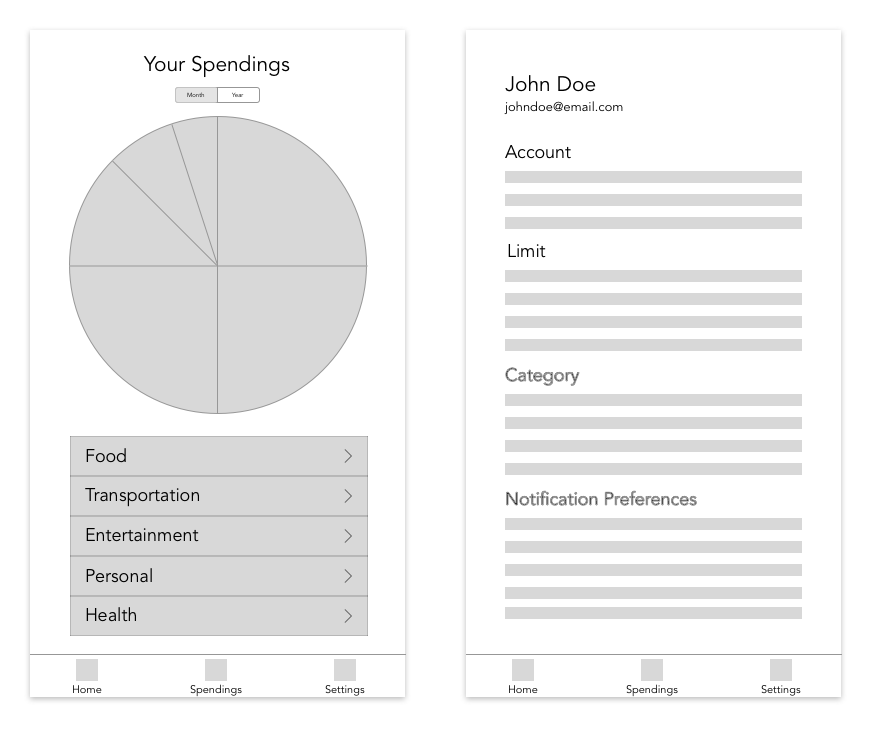 Your Spendings
Month Year
Food
Transportation
Entertainment
Personal
Health
Home Spendings Settings
John Doe
johndoe@email.com
Account
Limit
Category
Notification Preferences
Home Spendings Settings